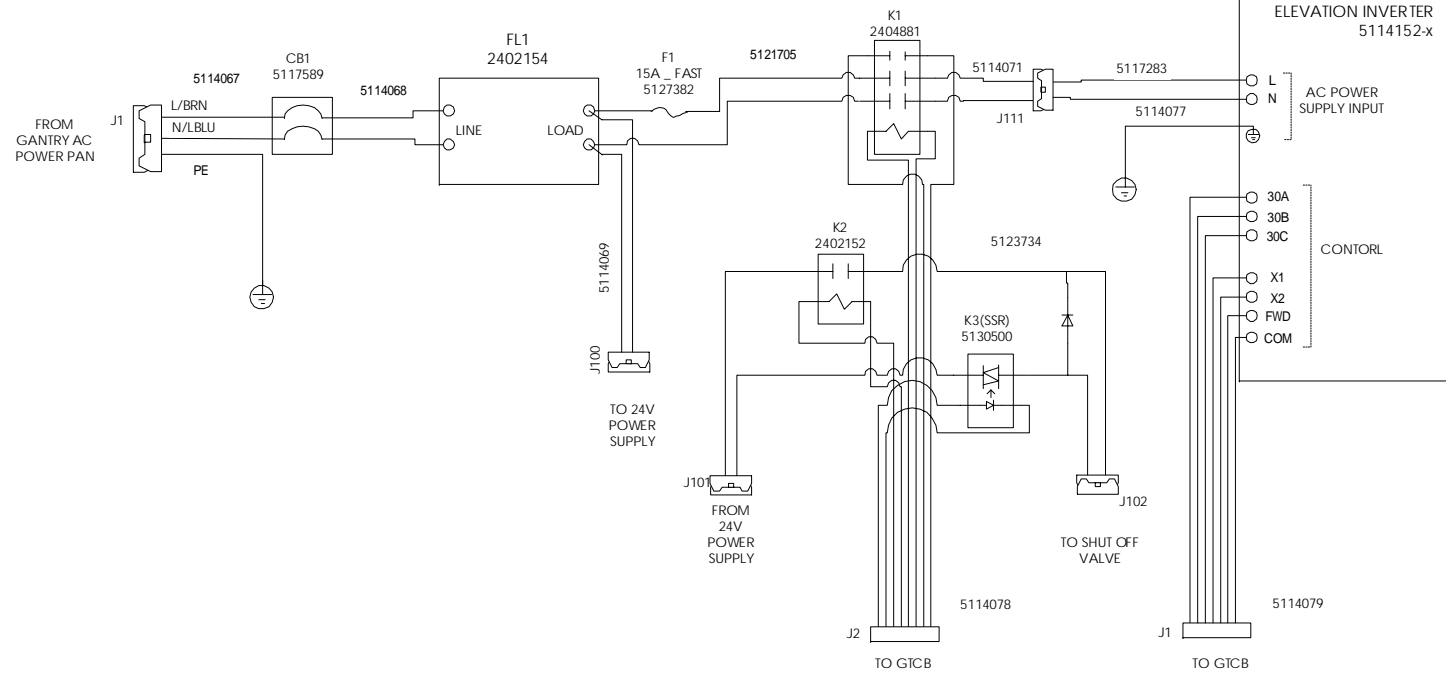 ELEVATION INVERTER
5114152-x
K1
2404881
FL1
2402154
CB1
5117589
F1
15A _ FAST
5127382
5121705
5114067
5114068
5114071
5117283
L
N
AC POWER
SUPPLY INPUT
J1
L/BRN
N/LBLU
PE
FROM
GANTRY AC
POWER PAN
LINE
LOAD
J111
5114077
30A
30B
30C
X1
X2
FWD
COM
CONTORL
K2
2402152
5123734
5114069
K3(SSR)
5130500
J100
TO 24V
POWER
SUPPLY
J101
FROM
24V
POWER
SUPPLY
J102
TO SHUT OFF
VALVE
5114078
5114079
J2
TO GTCB
J1
TO GTCB